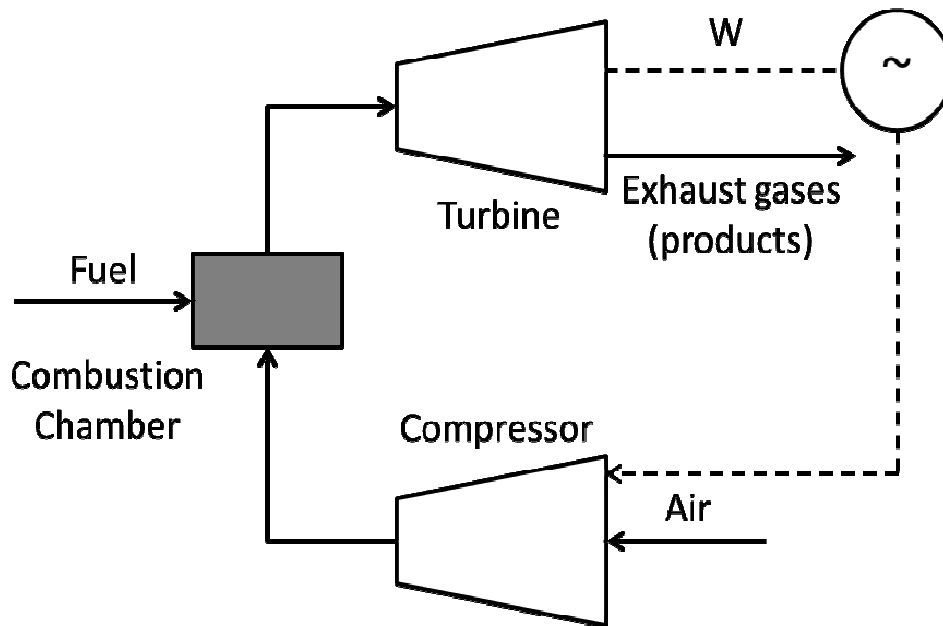 W
~
Turbine
Exhaust gases
(products)
Fuel
Combustion
Chamber
Compressor
Air